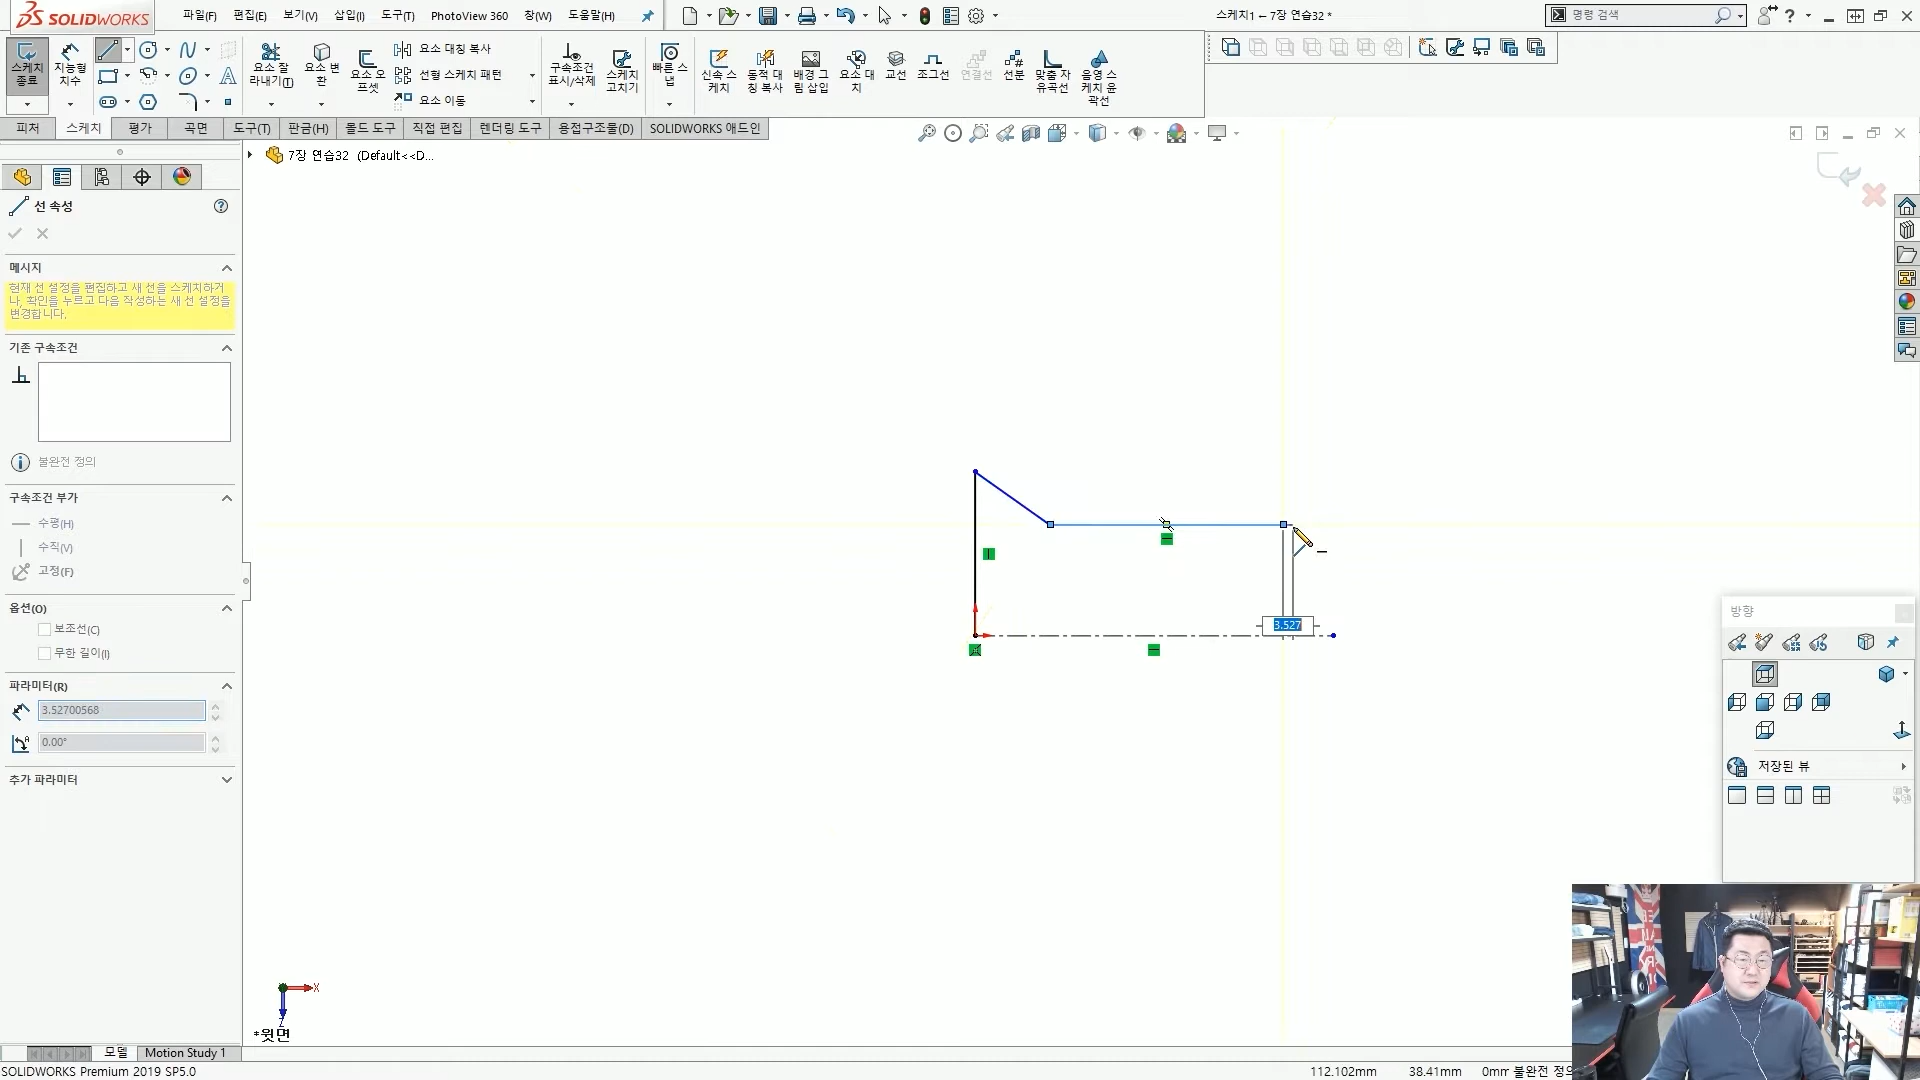 SOLIDWORKS
파일(F) 편집(E) 보기(V) 삽입(I) 도구(T) PhotoView 360 창(W) 도움말(H)
스케치1 ← 7장 연습32 *
명령 검색
스케치 종료
지능형 치수
요소 잘라내기(T)
요소 변환
요소 오프셋
요소 대칭 복사
선형 스케치 패턴
요소 이동
구속조건 표시/삭제
스케치 고치기
빠른 스냅
신속 스케치
동적 대칭 복사
배경 그림 삽입
요소 대치
교선
조그선
연결선
선분
맞춤 자유곡선
음영 스케치 윤곽선
피처 스케치 평가 곡면 도구(T) 판금(H) 몰드 도구 직접 편집 렌더링 도구 용접구조물(D) SOLIDWORKS 애드인
7장 연습32 (Default<<D...
선 속성
메시지
현재 선 설정을 편집하고 새 선을 스케치하거
나, 확인을 누르고 다음 작성하는 새 선 설정을
변경합니다.
기존 구속조건
불완전 정의
구속조건 부가
수평(H)
수직(V)
고정(F)
옵션(O)
보조선(C)
무한 길이(I)
파라미터(R)
3.52700568
0.00°
추가 파라미터
3.527
방향
저장된 뷰
X
Z
*윗면
모델 Motion Study 1
SOLIDWORKS Premium 2019 SP5.0
112.102mm 38.41mm 0mm 불완전 정의